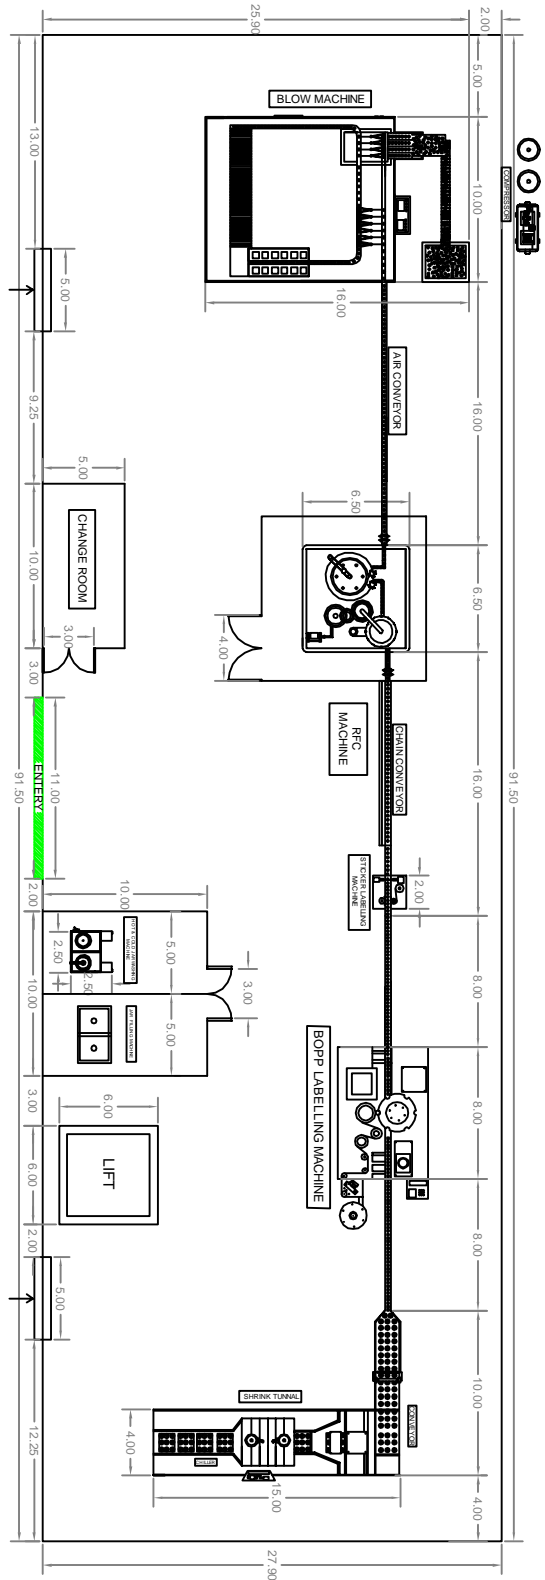 25.90
2.00
13.00
5.00
BLOW MACHINE
COMPRESSOR
10.00
5.00
16.00
9.25
AIR CONVEYOR
16.00
5.00
6.50
CHANGE ROOM
10.00
6.50
3.00
4.00
3.00
RFC
MACHINE
CHAIN CONVEYOR
16.00
91.50
ENTERY
11.00
91.50
STICKER LABELLING
MACHINE
2.00
2.00
10.00
5.00
2.50
2.50
8.00
3.00
10.00
5.00
JAR FILLING MACHINE
BOPP LABELLING MACHINE
8.00
3.00
6.00
6.00
LIFT
8.00
2.00
5.00
10.00
SHRINK TUNNAL
CONVEYOR
12.25
4.00
CHILLER
15.00
4.00
27.90